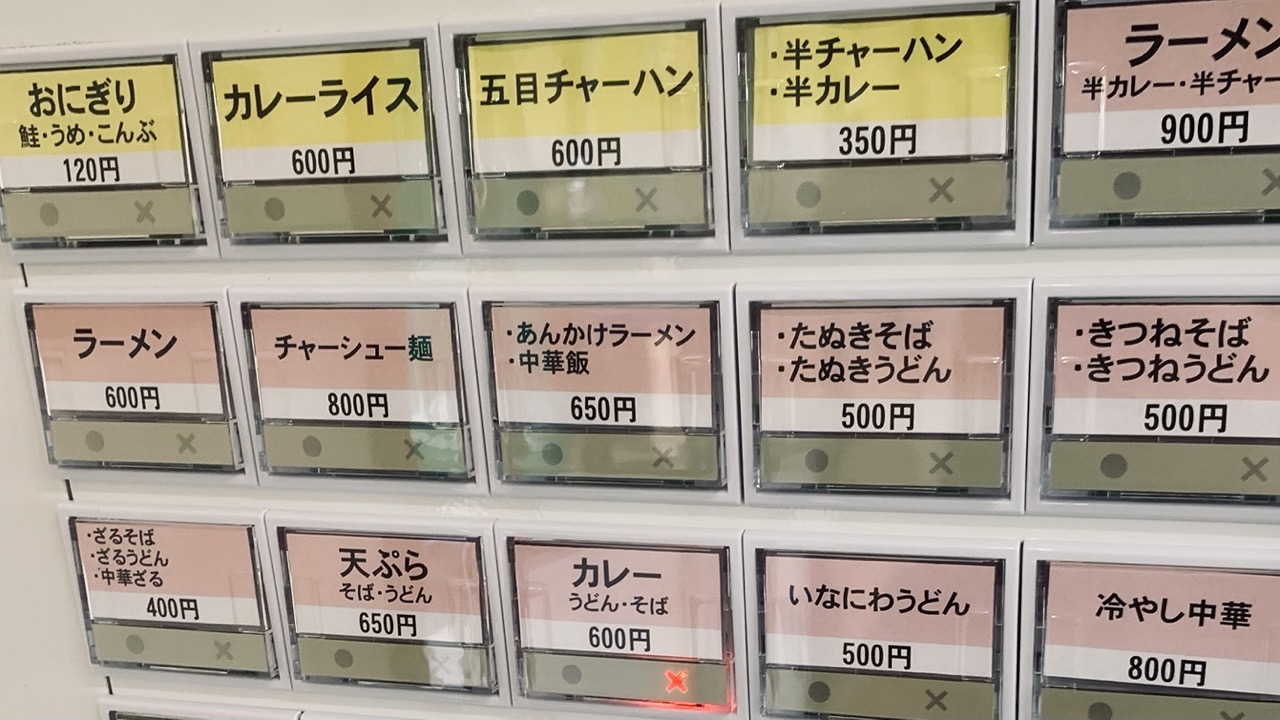 おにぎり
鮭・うめ・こんぶ
120円
カレーライス
600円
五目チャーハン
600円
・半チャーハン
・半カレー
350円
ラーメン
半カレー・半チャー
900円
ラーメン
600円
チャーシュー麺
800円
・あんかけラーメン
・中華飯
650円
・たぬきそば
・たぬきうどん
500円
・きつねそば
・きつねうどん
500円
・ざるそば
・ざるうどん
・中華ざる
400円
天ぷら
そば・うどん
650円
カレー
うどん・そば
600円
いなにわうどん
500円
冷やし中華
800円